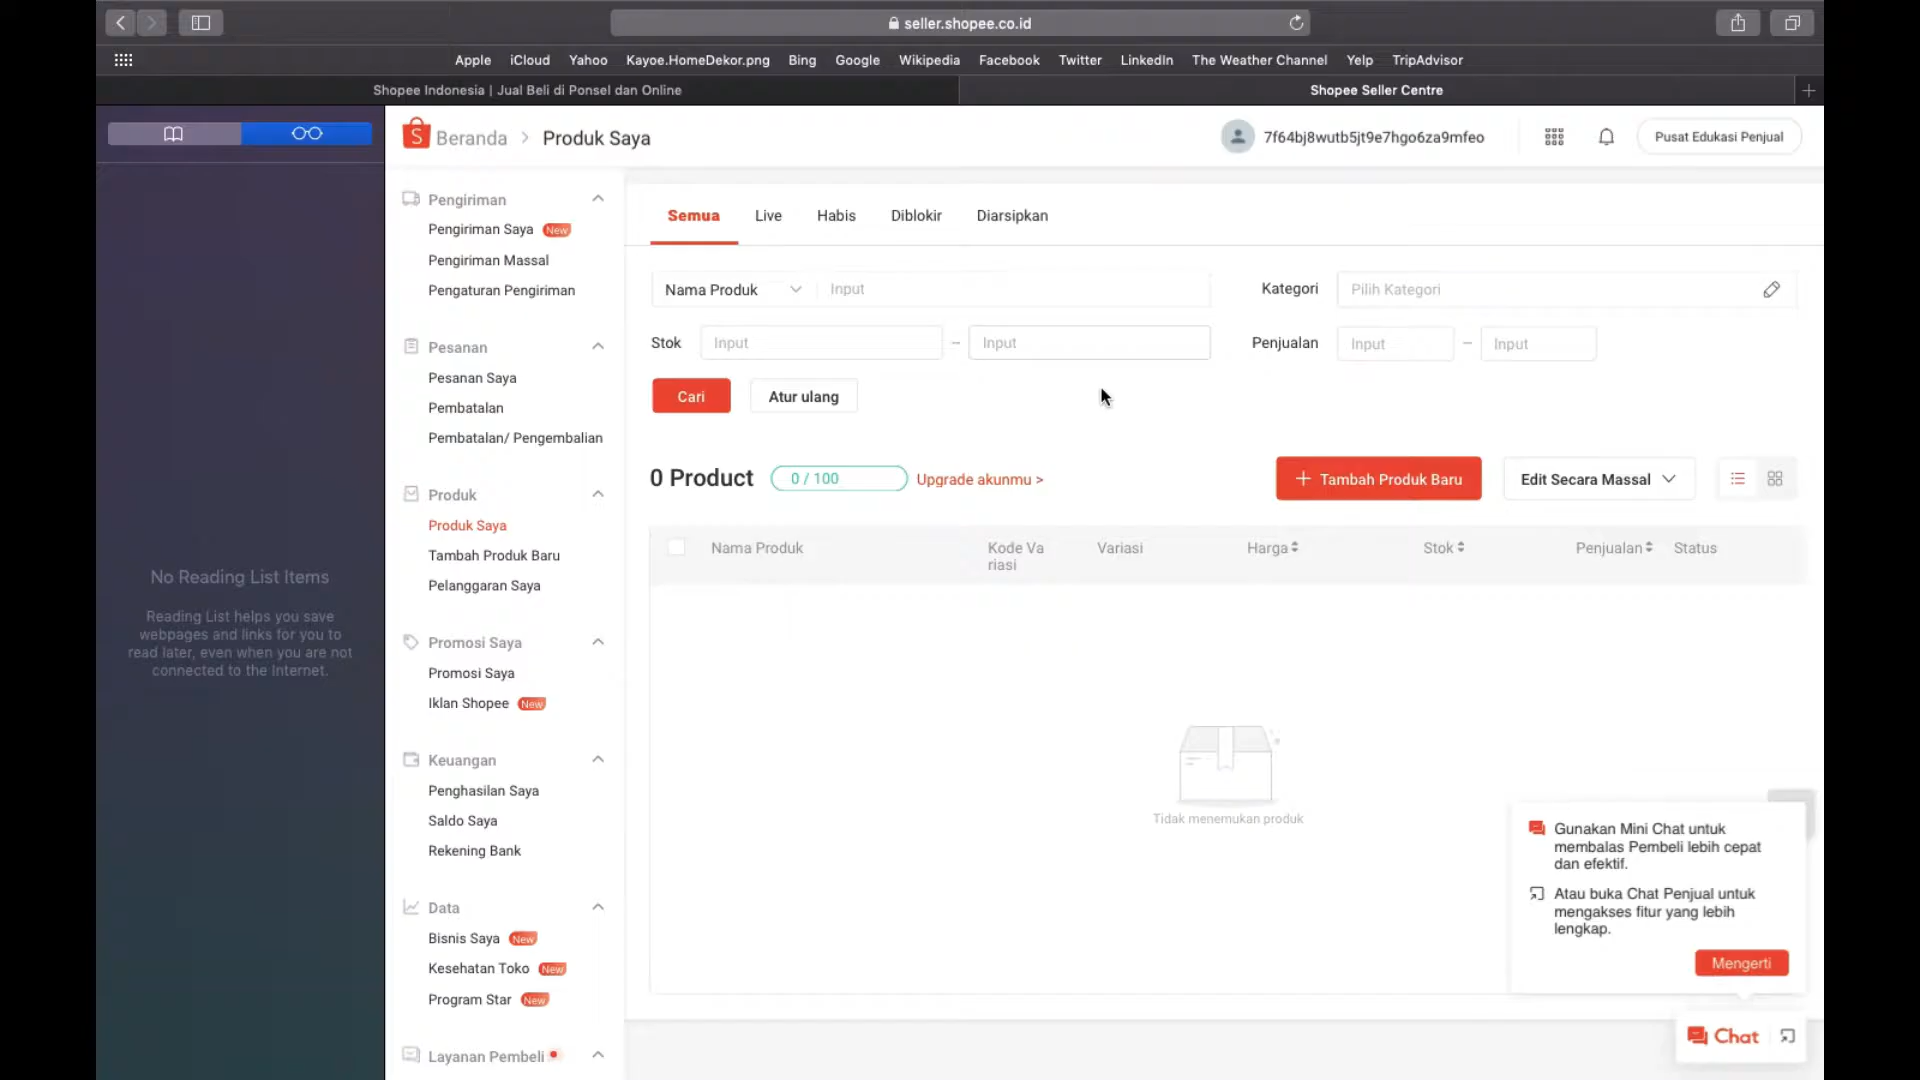 seller.shopee.co.id
Apple iCloud Yahoo Kayoe.HomeDekor.png Bing Google Wikipedia Facebook Twitter LinkedIn The Weather Channel Yelp TripAdvisor
Shopee Indonesia | Jual Beli di Ponsel dan Online
Shopee Seller Centre
No Reading List Items
Reading List helps you save
webpages and links for you to
read later, even when you are not
connected to the Internet.
Beranda > Produk Saya
7f64bj8wutb5jt9e7hgo6za9mfeo
Pusat Edukasi Penjual
Pengiriman
Pengiriman Saya New
Pengiriman Massal
Pengaturan Pengiriman
Pesanan
Pesanan Saya
Pembatalan
Pembatalan/ Pengembalian
Produk
Produk Saya
Tambah Produk Baru
Pelanggaran Saya
Promosi Saya
Promosi Saya
Iklan Shopee New
Keuangan
Penghasilan Saya
Saldo Saya
Rekening Bank
Data
Bisnis Saya New
Kesehatan Toko New
Program Star New
Layanan Pembeli
Semua Live Habis Diblokir Diarsipkan
Nama Produk Input
Kategori Pilih Kategori
Stok Input – Input
Penjualan Input – Input
Cari Atur ulang
0 Product 0 / 100 Upgrade akunmu >
+ Tambah Produk Baru
Edit Secara Massal
Nama Produk
Kode Va
riasi
Variasi
Harga
Stok
Penjualan
Status
Tidak menemukan produk
Gunakan Mini Chat untuk
membalas Pembeli lebih cepat
dan efektif.
Atau buka Chat Penjual untuk
mengakses fitur yang lebih
lengkap.
Mengerti
Chat